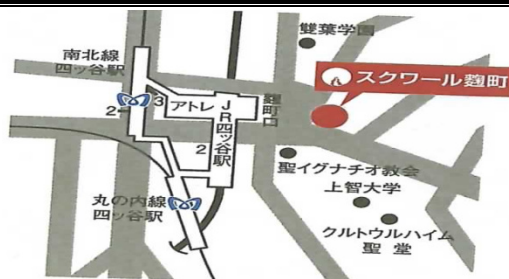 雙葉学園
南北線
四ッ谷駅
スクワール麹町
3
アトレ
2
JR四ッ谷駅
麹町口
2
聖イグナチオ教会
上智大学
丸の内線
四ッ谷駅
クルトゥルハイム
聖堂